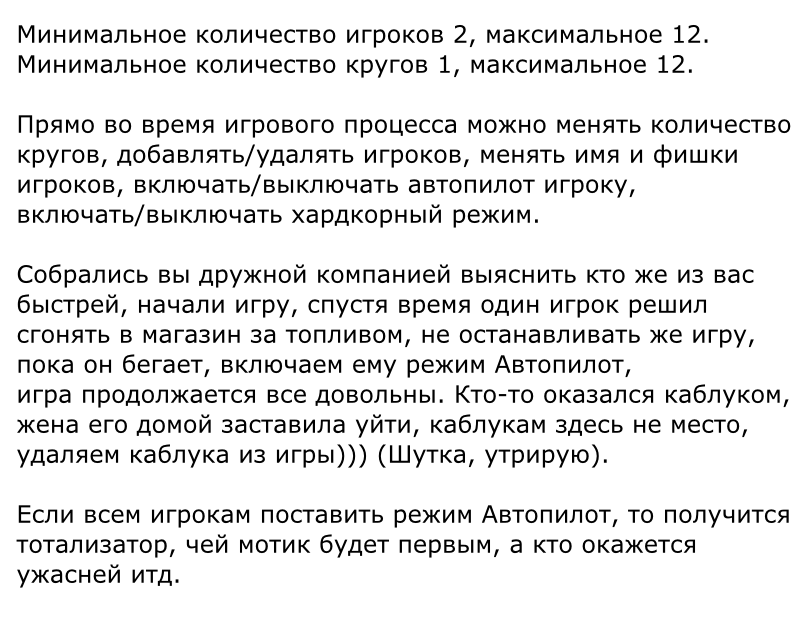 Минимальное количество игроков 2, максимальное 12.
Минимальное количество кругов 1, максимальное 12.
Прямо во время игрового процесса можно менять количество
кругов, добавлять/удалять игроков, менять имя и фишки
игроков, включать/выключать автопилот игроку,
включать/выключать хардкорный режим.
Собрались вы дружной компанией выяснить кто же из вас
быстрей, начали игру, спустя время один игрок решил
сгонять в магазин за топливом, не останавливать же игру,
пока он бегает, включаем ему режим Автопилот,
игра продолжается все довольны. Кто-то оказался каблуком,
жена его домой заставила уйти, каблукам здесь не место,
удаляем каблука из игры))) (Шутка, утрирую).
Если всем игрокам поставить режим Автопилот, то получится
тотализатор, чей мотик будет первым, а кто окажется
ужасней итд.